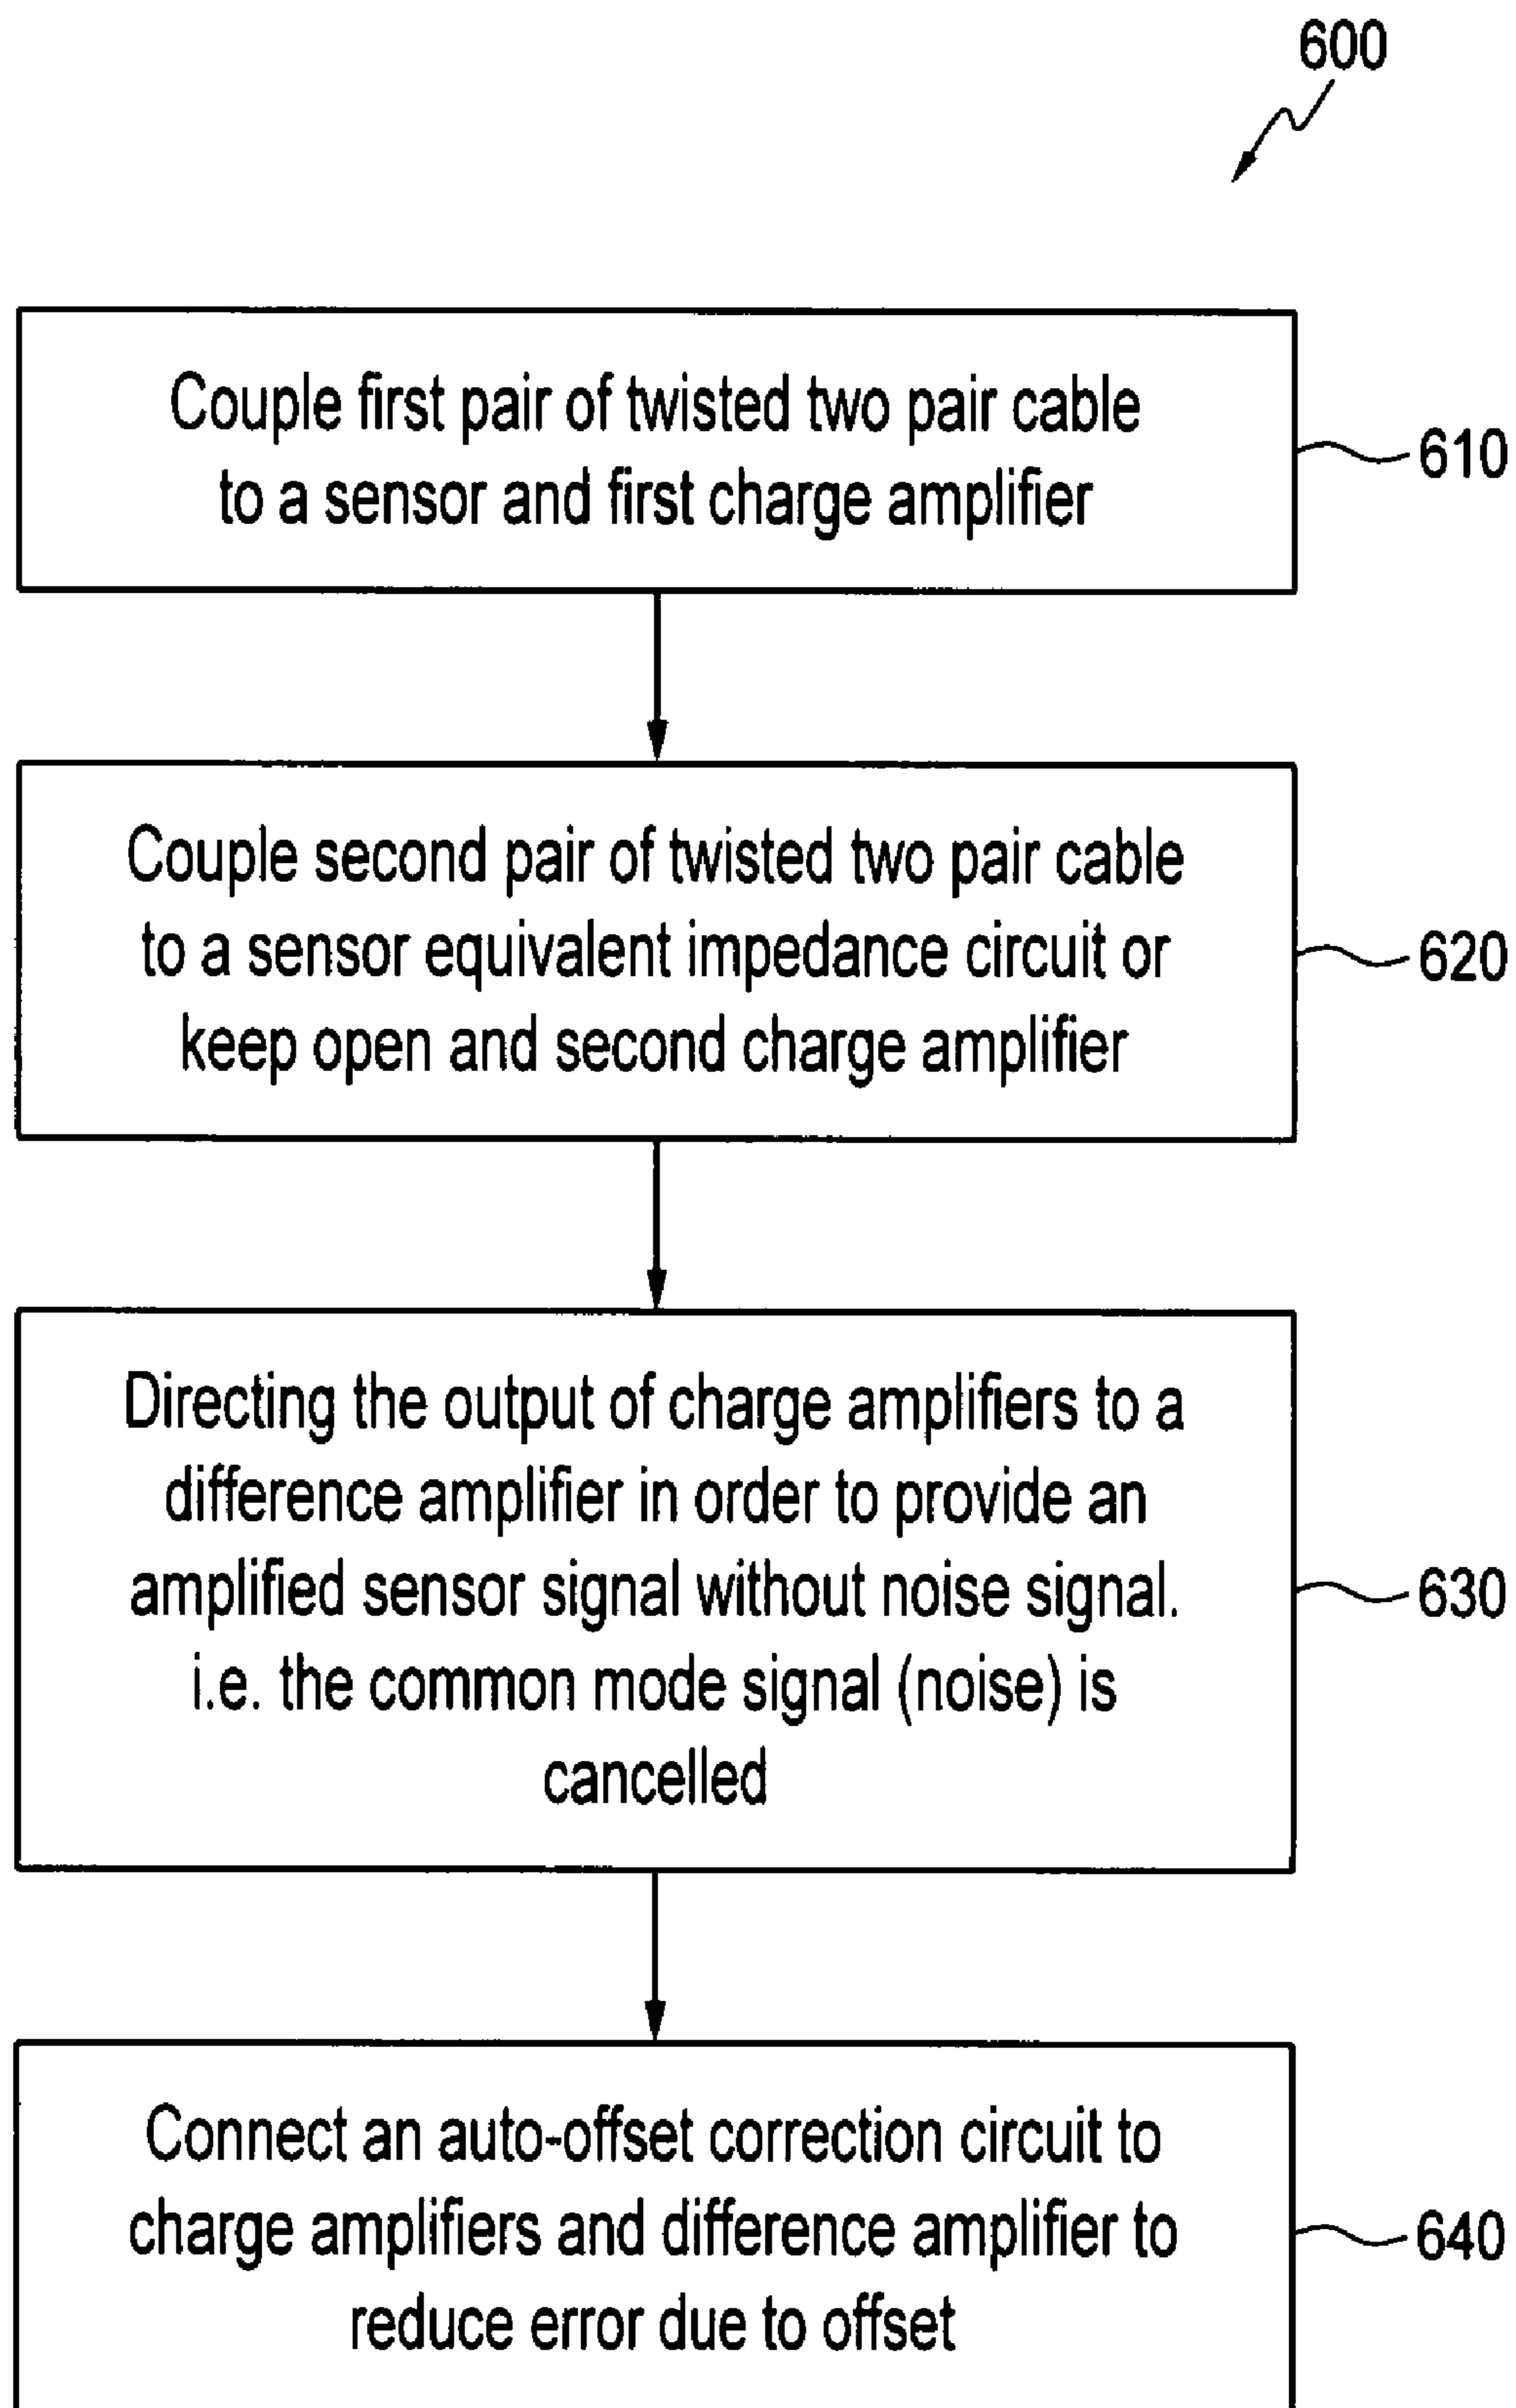 600
Couple first pair of twisted two pair cable
to a sensor and first charge amplifier
610
Couple second pair of twisted two pair cable
to a sensor equivalent impedance circuit or
keep open and second charge amplifier
620
Directing the output of charge amplifiers to a
difference amplifier in order to provide an
amplified sensor signal without noise signal.
i.e. the common mode signal (noise) is
cancelled
630
Connect an auto-offset correction circuit to
charge amplifiers and difference amplifier to
reduce error due to offset
640